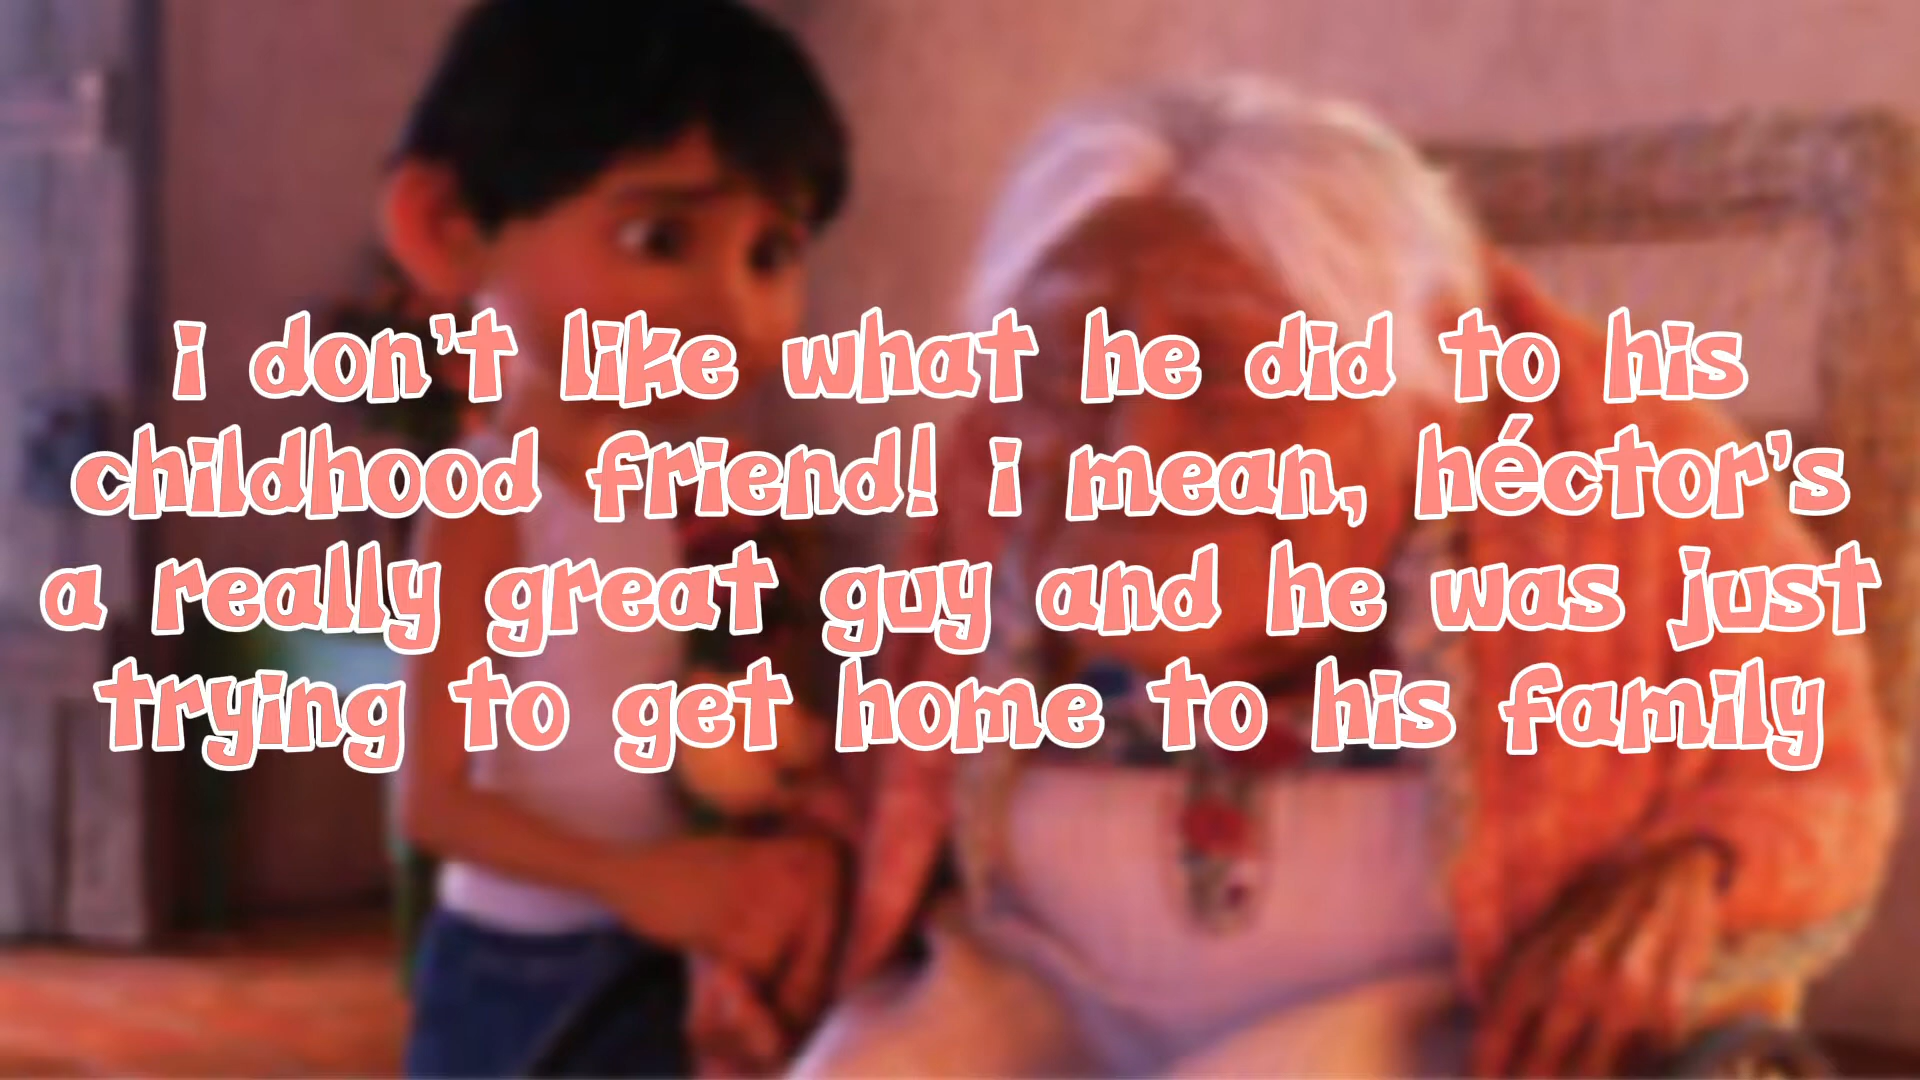 i don't like what he did to his
childhood friend! i mean, héctor's
a really great guy and he was just
trying to get home to his family